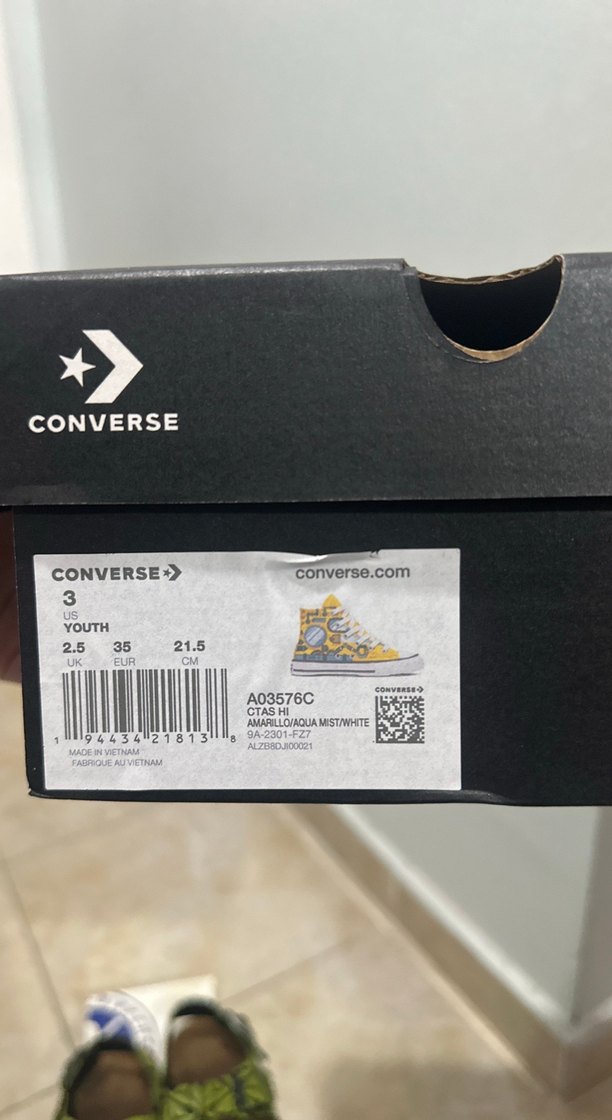 CONVERSE
CONVERSE
converse.com
3
US
YOUTH
2.5 35 21.5
UK EUR CM
1 94434 21813 8
MADE IN VIETNAM
FABRIQUE AU VIETNAM
A03576C
CTAS HI
AMARILLO/AQUA MIST/WHITE
9A-2301-FZ7
ALZB8DJI00021
CONVERSE